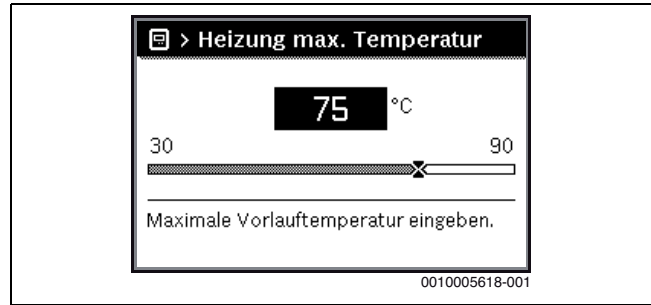 > Heizung max. Temperatur
75 °C
30 90
Maximale Vorlauftemperatur eingeben.
0010005618-001